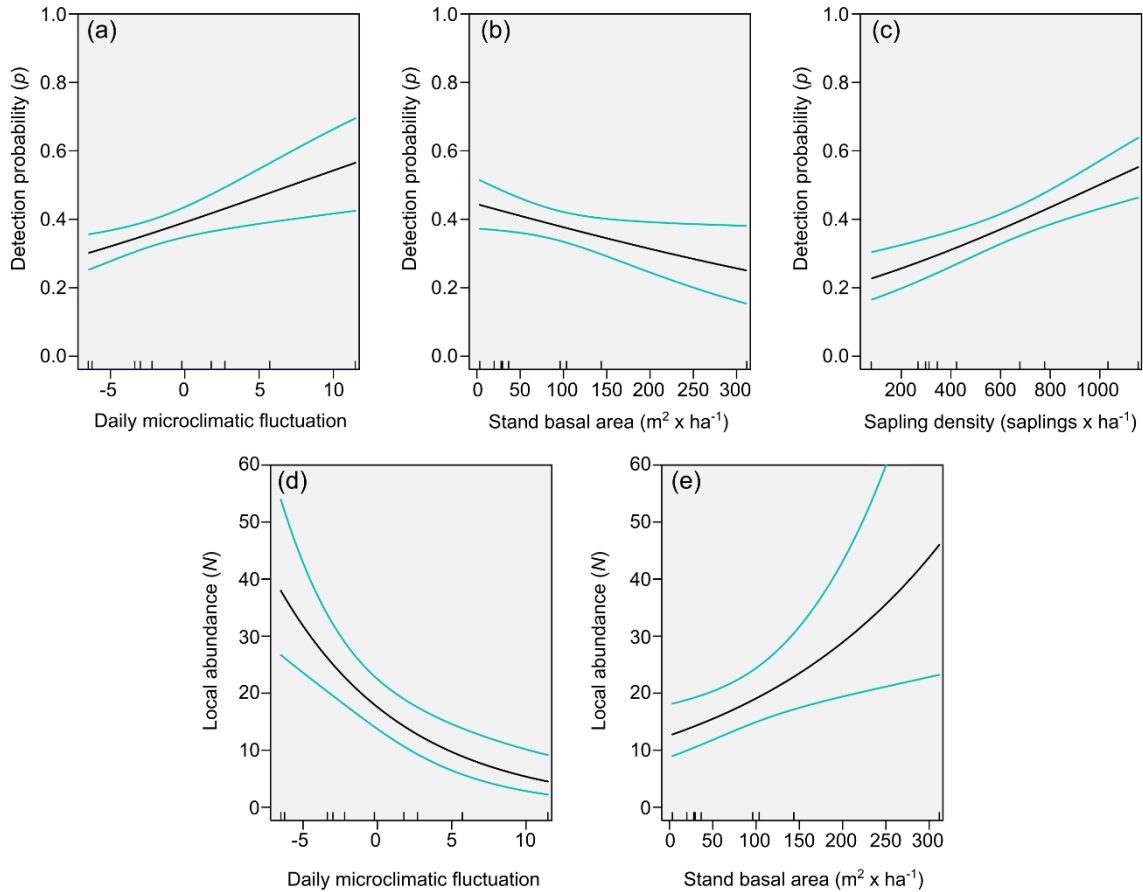 (a)
Detection probability (p)
1.0
0.8
0.6
0.4
0.2
0.0
-5 0 5 10
Daily microclimatic fluctuation
(b)
Detection probability (p)
1.0
0.8
0.6
0.4
0.2
0.0
0 50 100 150 200 250 300
Stand basal area (m² x ha⁻¹)
(c)
Detection probability (p)
1.0
0.8
0.6
0.4
0.2
0.0
200 400 600 800 1000
Sapling density (saplings x ha⁻¹)
(d)
Local abundance (N)
60
50
40
30
20
10
0
-5 0 5 10
Daily microclimatic fluctuation
(e)
Local abundance (N)
60
50
40
30
20
10
0
0 50 100 150 200 250 300
Stand basal area (m² x ha⁻¹)